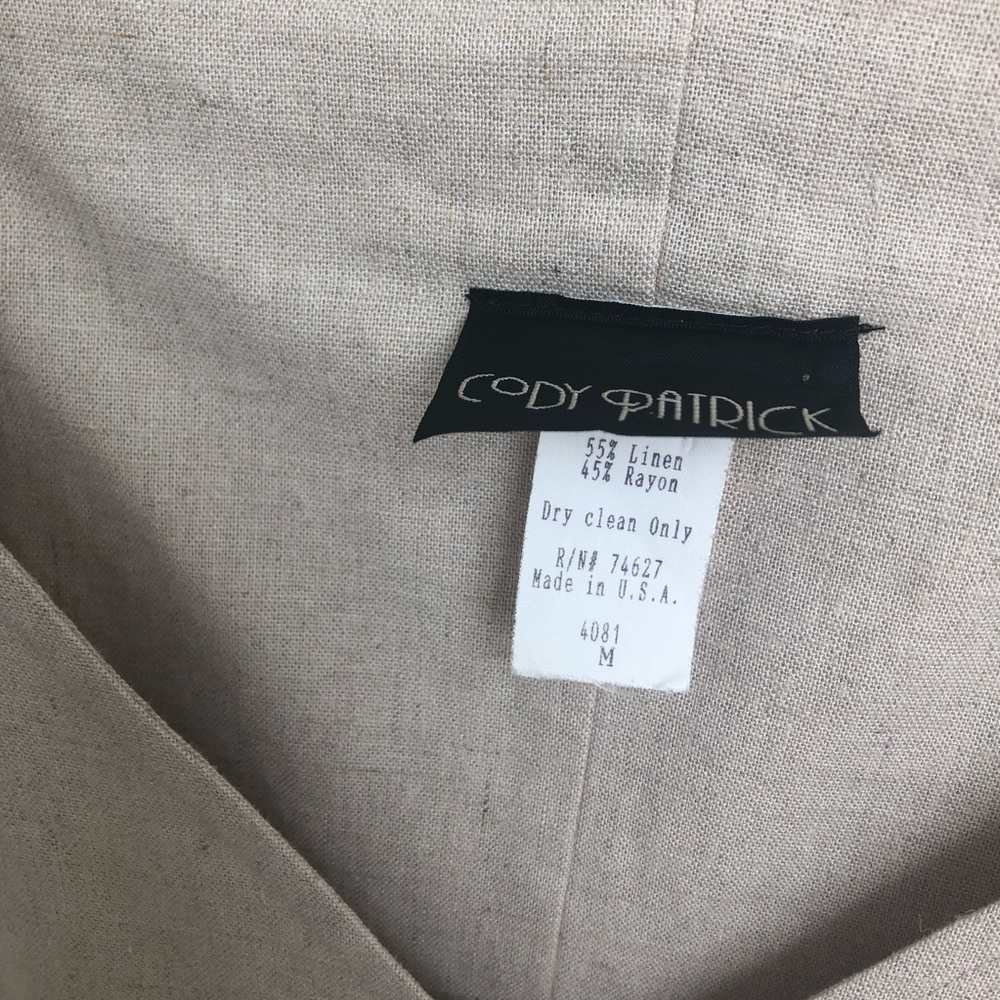 CODY PATRICK
55% Linen
45% Rayon
Dry clean Only
R/N# 74627
Made in U.S.A.
4081
M